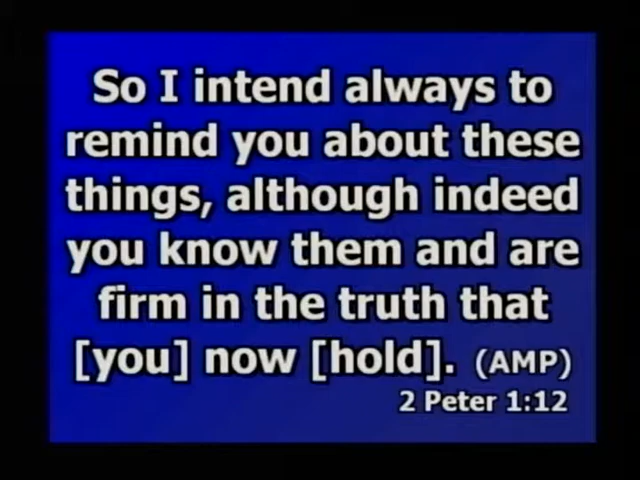 So I intend always to
remind you about these
things, although indeed
you know them and are
firm in the truth that
[you] now [hold]. (AMP)
2 Peter 1:12